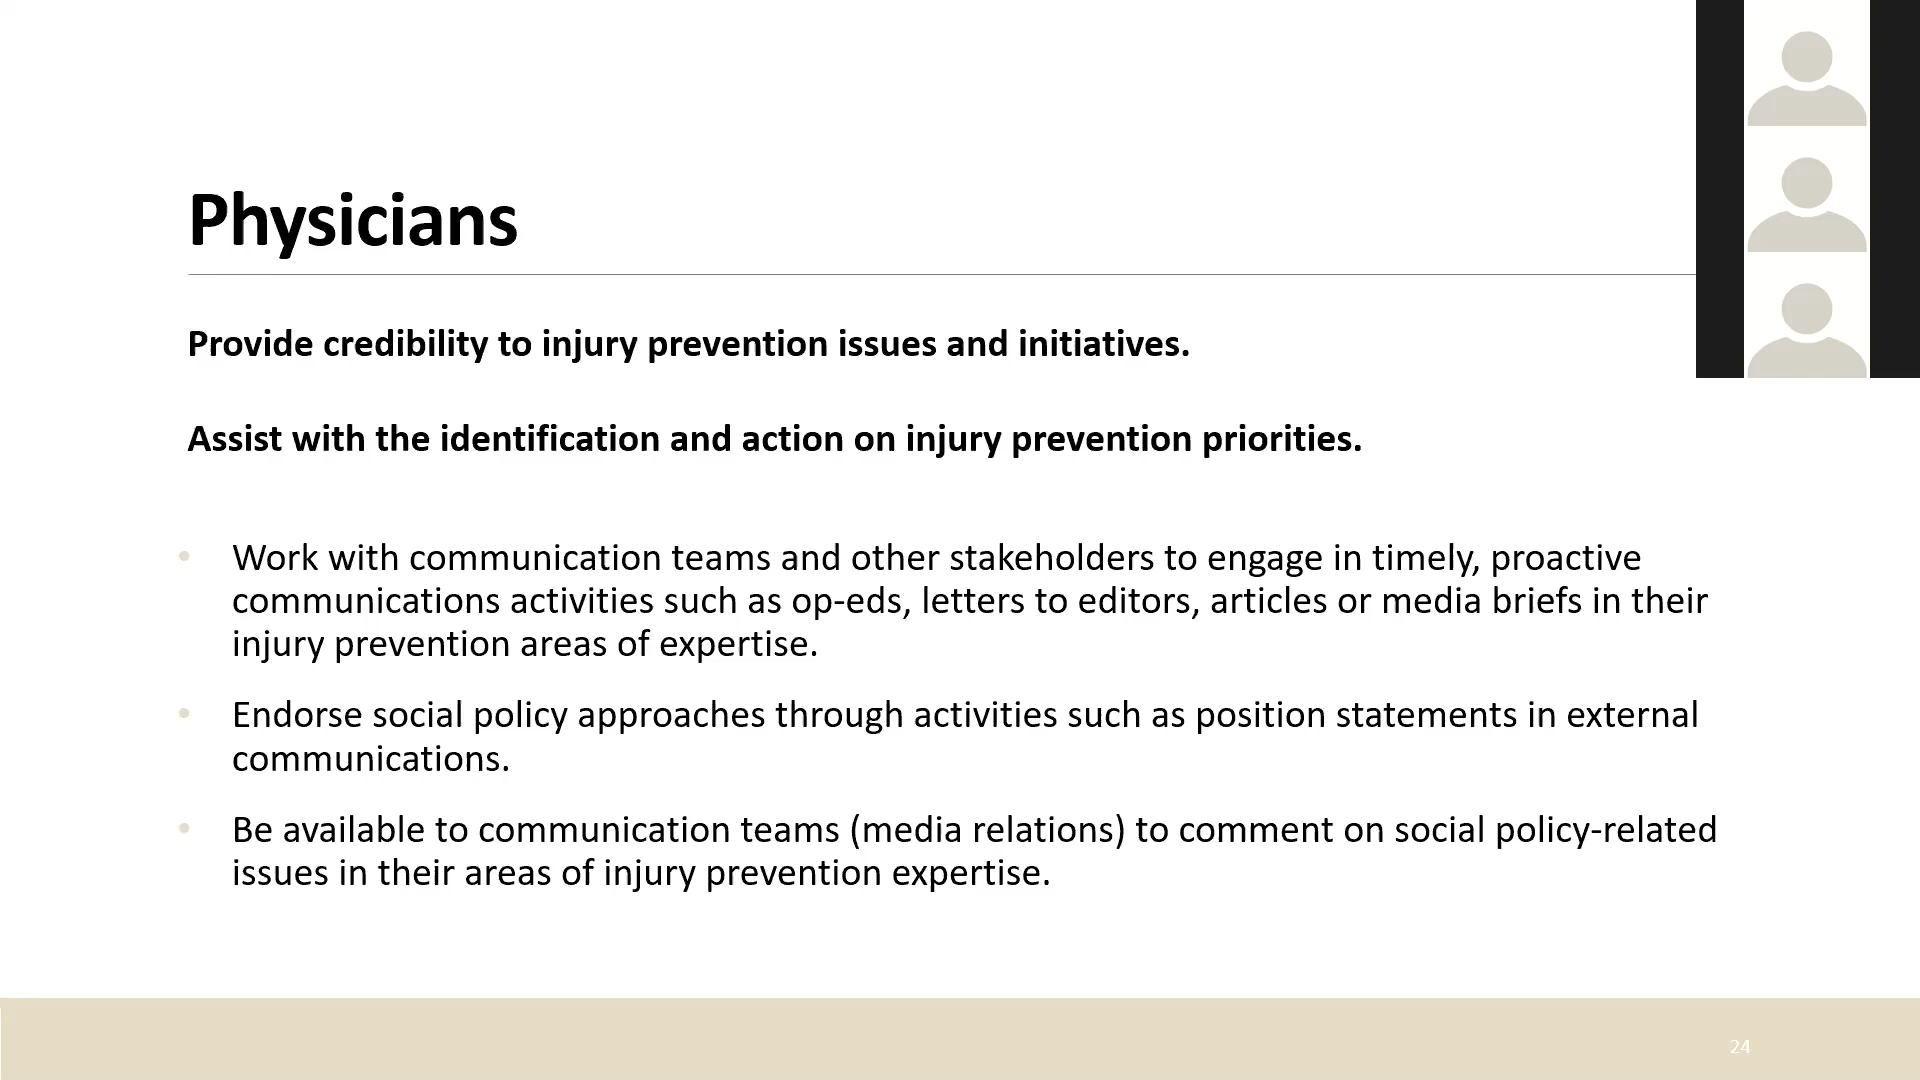 Physicians
Provide credibility to injury prevention issues and initiatives.
Assist with the identification and action on injury prevention priorities.
• Work with communication teams and other stakeholders to engage in timely, proactive
communications activities such as op-eds, letters to editors, articles or media briefs in their
injury prevention areas of expertise.
• Endorse social policy approaches through activities such as position statements in external
communications.
• Be available to communication teams (media relations) to comment on social policy-related
issues in their areas of injury prevention expertise.
24